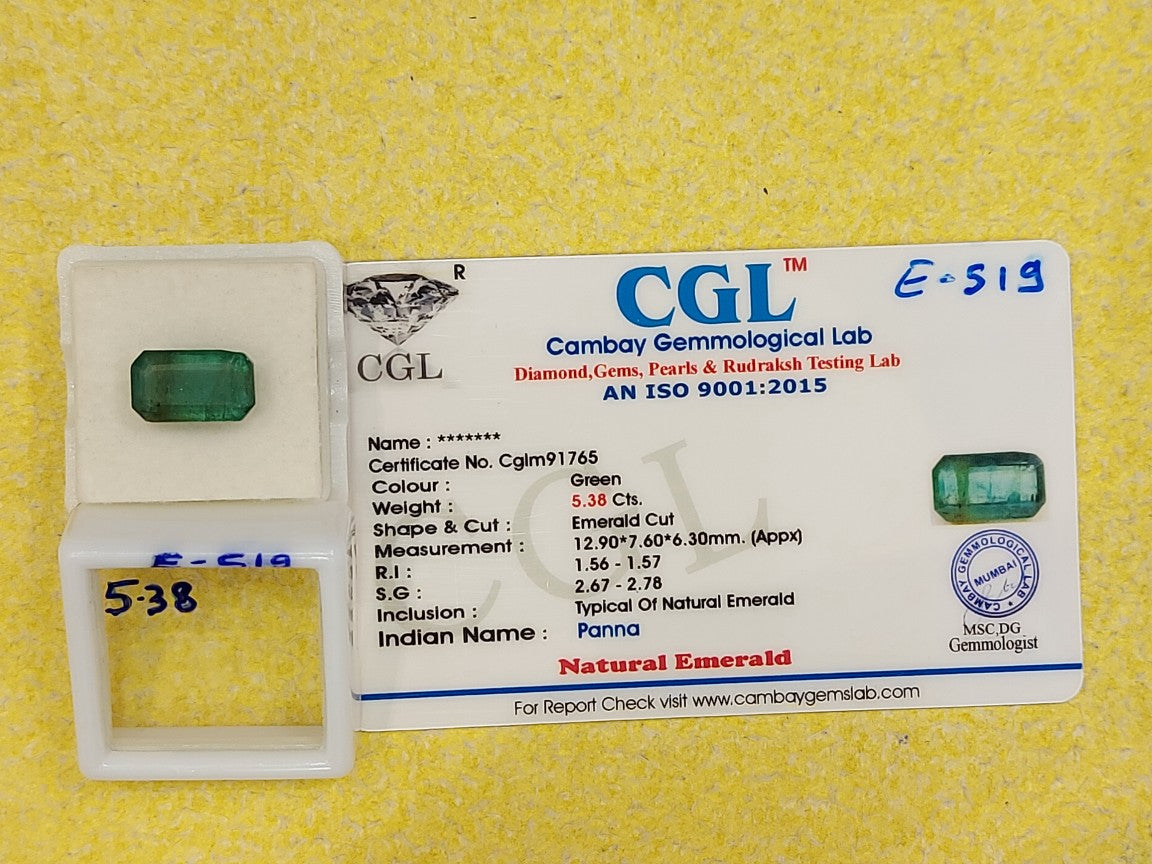 E-519
5.38
R
CGL
CGL™
E-519
Cambay Gemmological Lab
Diamond,Gems, Pearls & Rudraksh Testing Lab
AN ISO 9001:2015
CGL
Name : *******
Certificate No. Cglm91765
Colour : Green
Weight : 5.38 Cts.
Shape & Cut : Emerald Cut
Measurement : 12.90*7.60*6.30mm. (Appx)
R.I : 1.56 - 1.57
S.G : 2.67 - 2.78
Inclusion : Typical Of Natural Emerald
Indian Name : Panna
Natural Emerald
CAMBAY GEMMOLOGICAL LAB
MUMBAI
MSC,DG
Gemmologist
For Report Check visit www.cambaygemslab.com